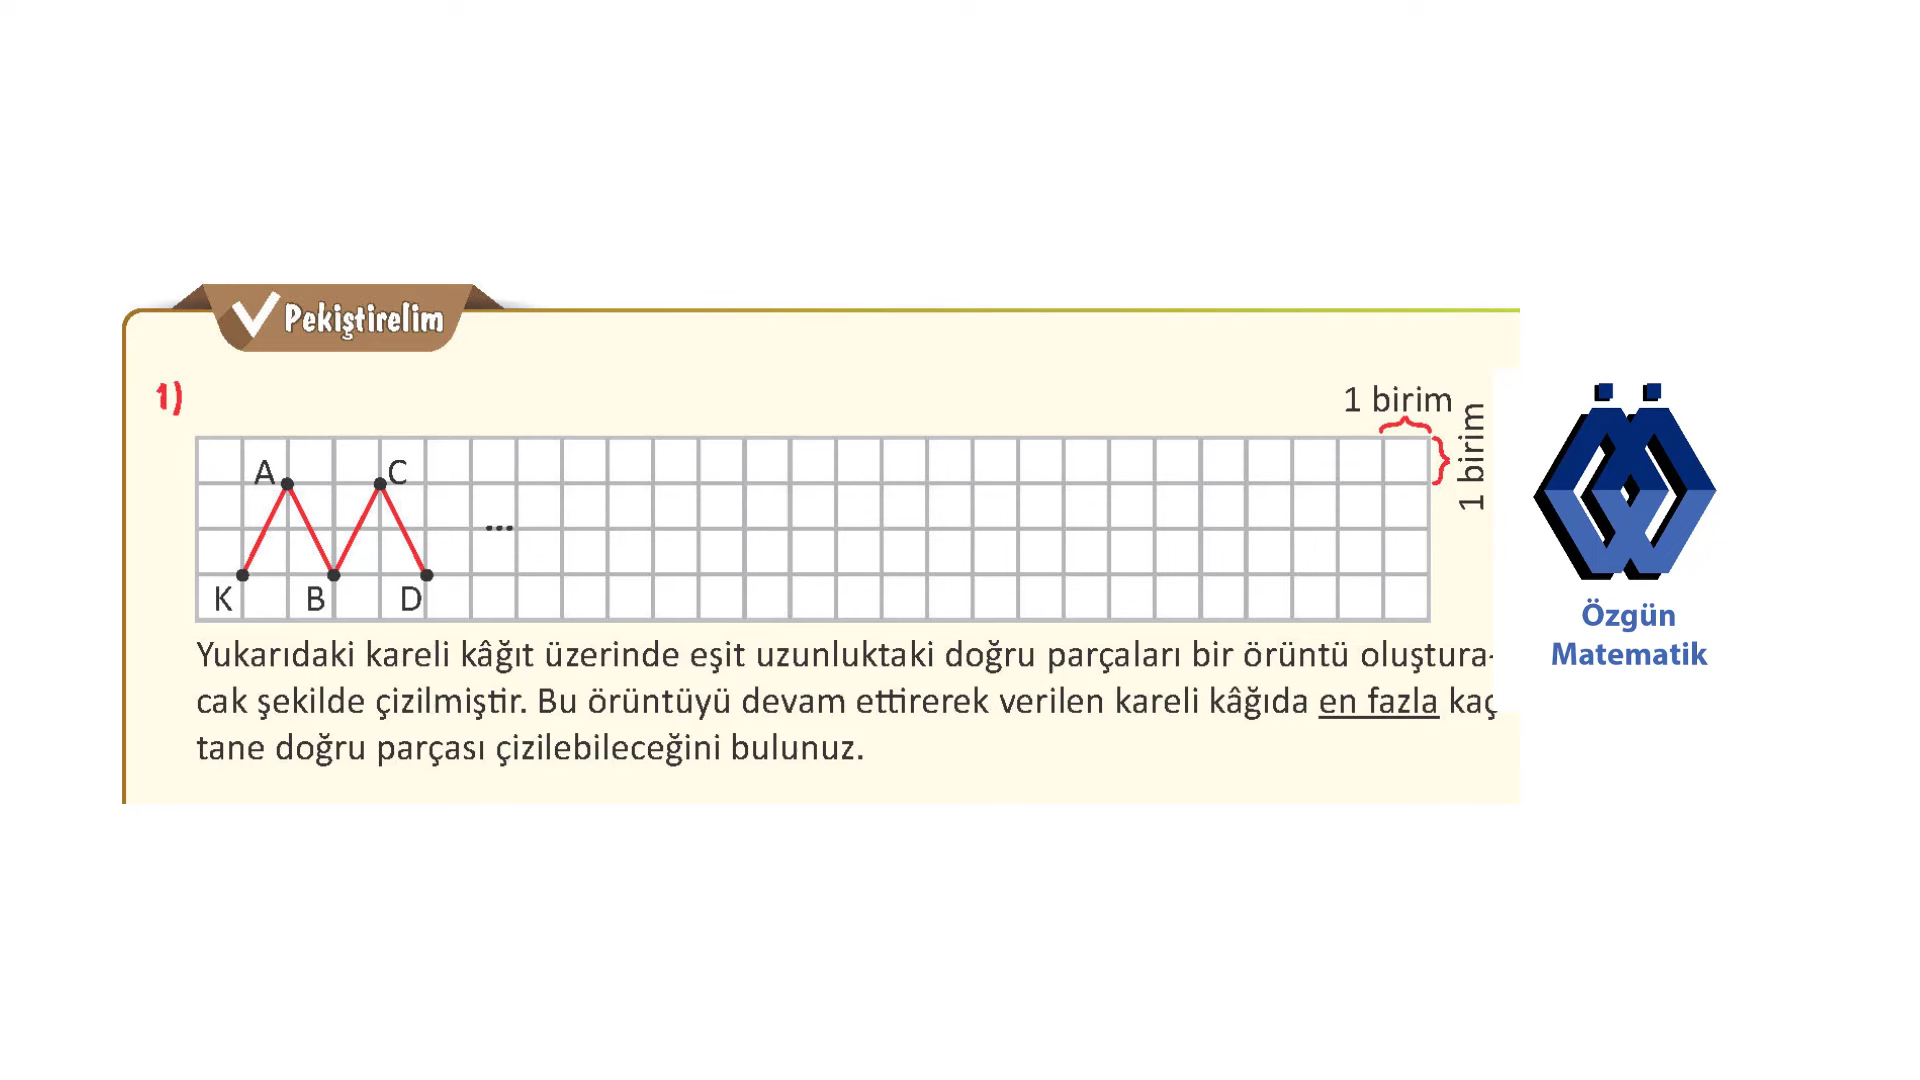 Pekiştirelim
1)
1 birim
1 birim
A
C
...
K
B
D
Yukarıdaki kareli kâğıt üzerinde eşit uzunluktaki doğru parçaları bir örüntü oluştura-
cak şekilde çizilmiştir. Bu örüntüyü devam ettirerek verilen kareli kâğıda en fazla kaç
tane doğru parçası çizilebileceğini bulunuz.
Özgün
Matematik